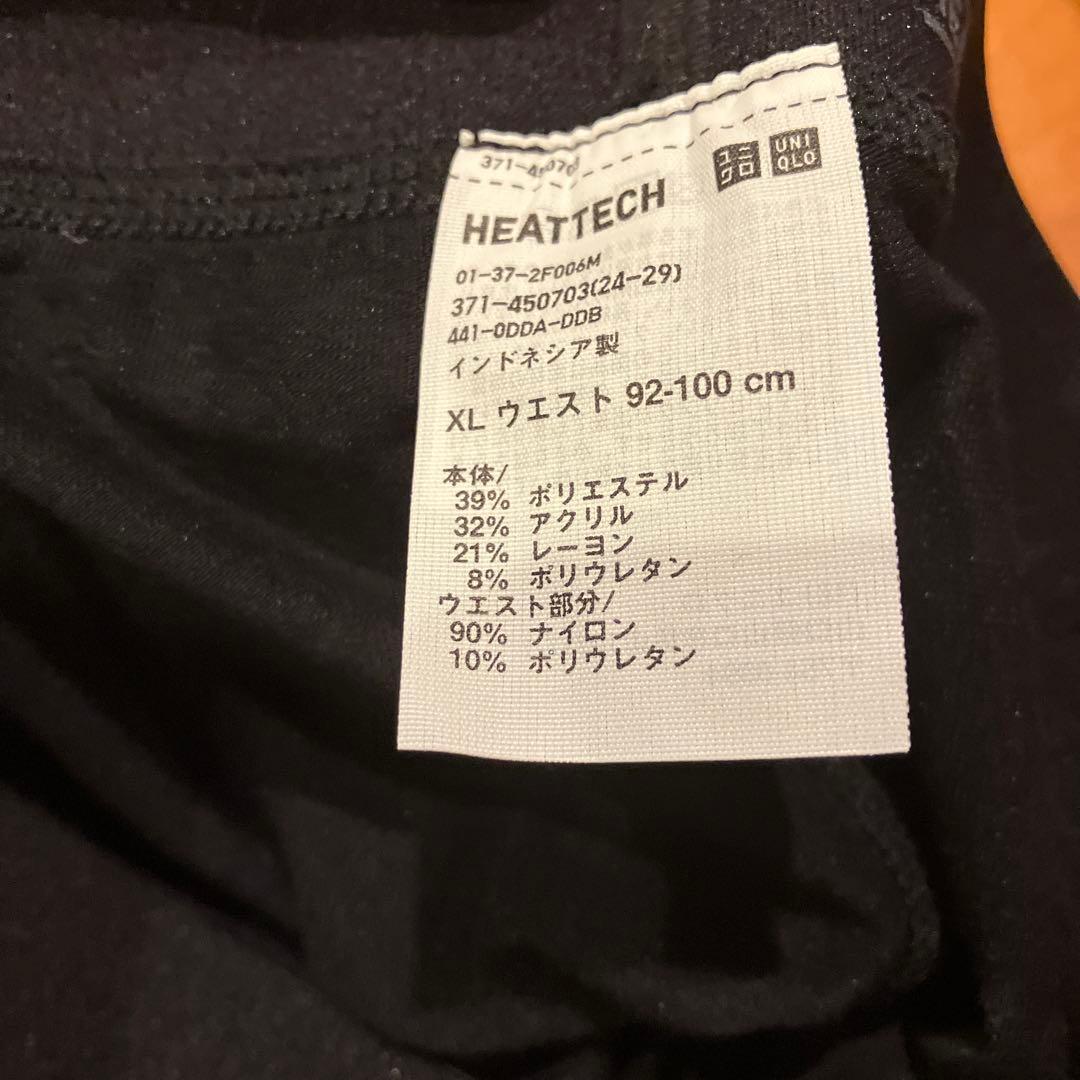 371-45070
ユニ
クロ
UNI
QLO
HEATTECH
01-37-2F006M
371-450703(24-29)
441-0DDA-DDB
インドネシア製
XL ウエスト 92-100 cm
本体/
39% ポリエステル
32% アクリル
21% レーヨン
8% ポリウレタン
ウエスト部分/
90% ナイロン
10% ポリウレタン